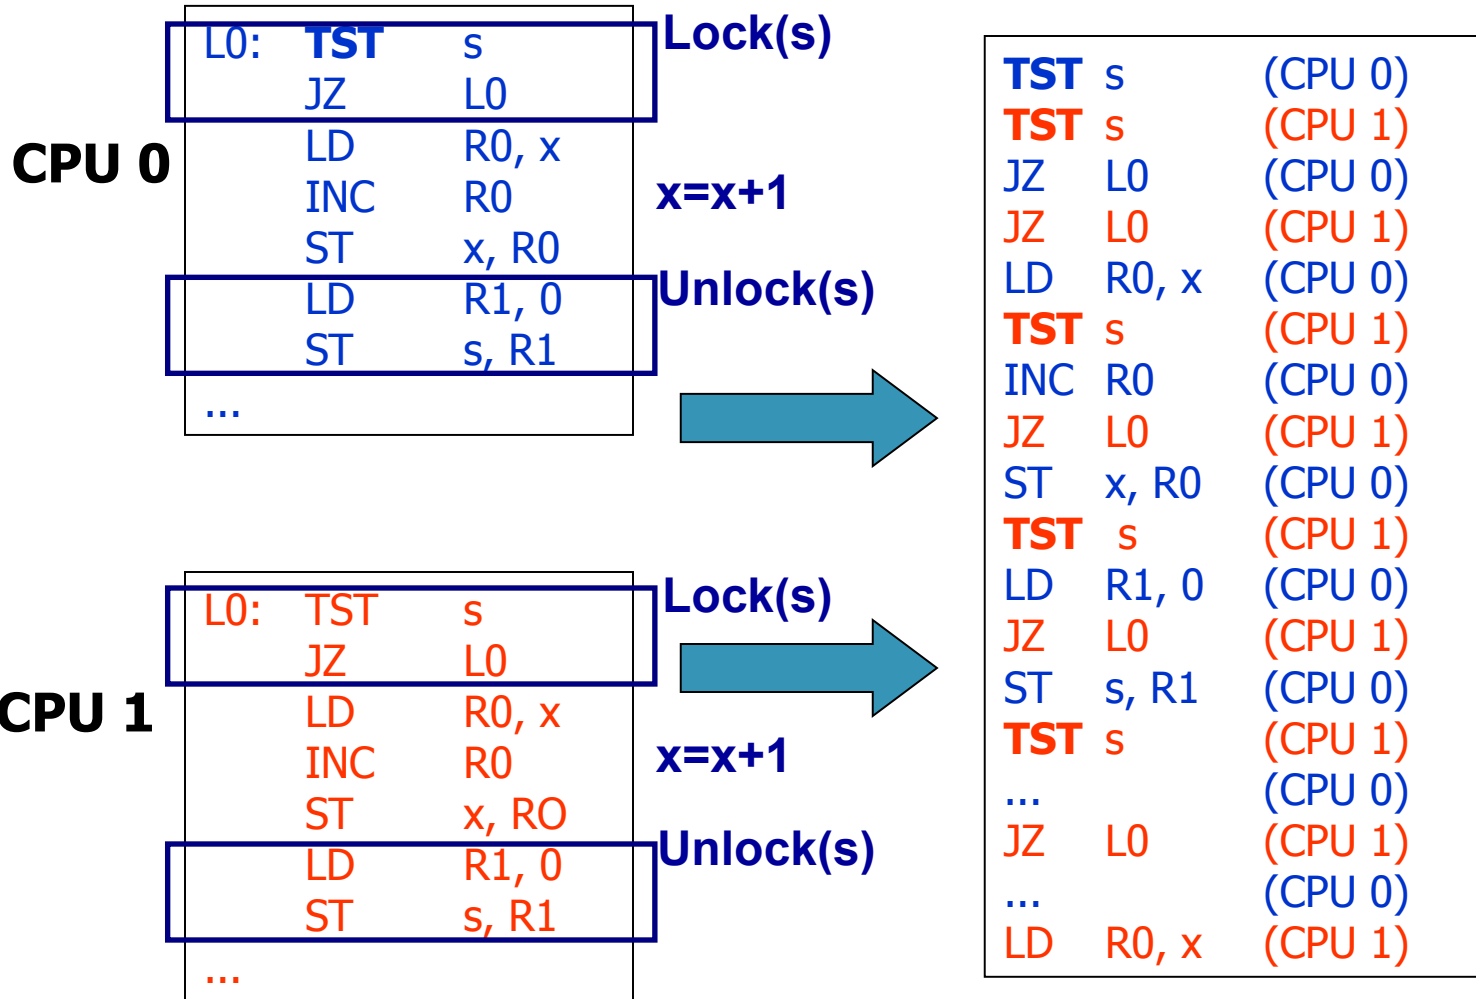 CPU 0
L0: TST s
JZ L0
LD R0, x
INC R0
ST x, R0
LD R1, 0
ST s, R1
...
Lock(s)
x=x+1
Unlock(s)
CPU 1
L0: TST s
JZ L0
LD R0, x
INC R0
ST x, RO
LD R1, 0
ST s, R1
...
Lock(s)
x=x+1
Unlock(s)
TST s (CPU 0)
TST s (CPU 1)
JZ L0 (CPU 0)
JZ L0 (CPU 1)
LD R0, x (CPU 0)
TST s (CPU 1)
INC R0 (CPU 0)
JZ L0 (CPU 1)
ST x, R0 (CPU 0)
TST s (CPU 1)
LD R1, 0 (CPU 0)
JZ L0 (CPU 1)
ST s, R1 (CPU 0)
TST s (CPU 1)
... (CPU 0)
JZ L0 (CPU 1)
... (CPU 0)
LD R0, x (CPU 1)